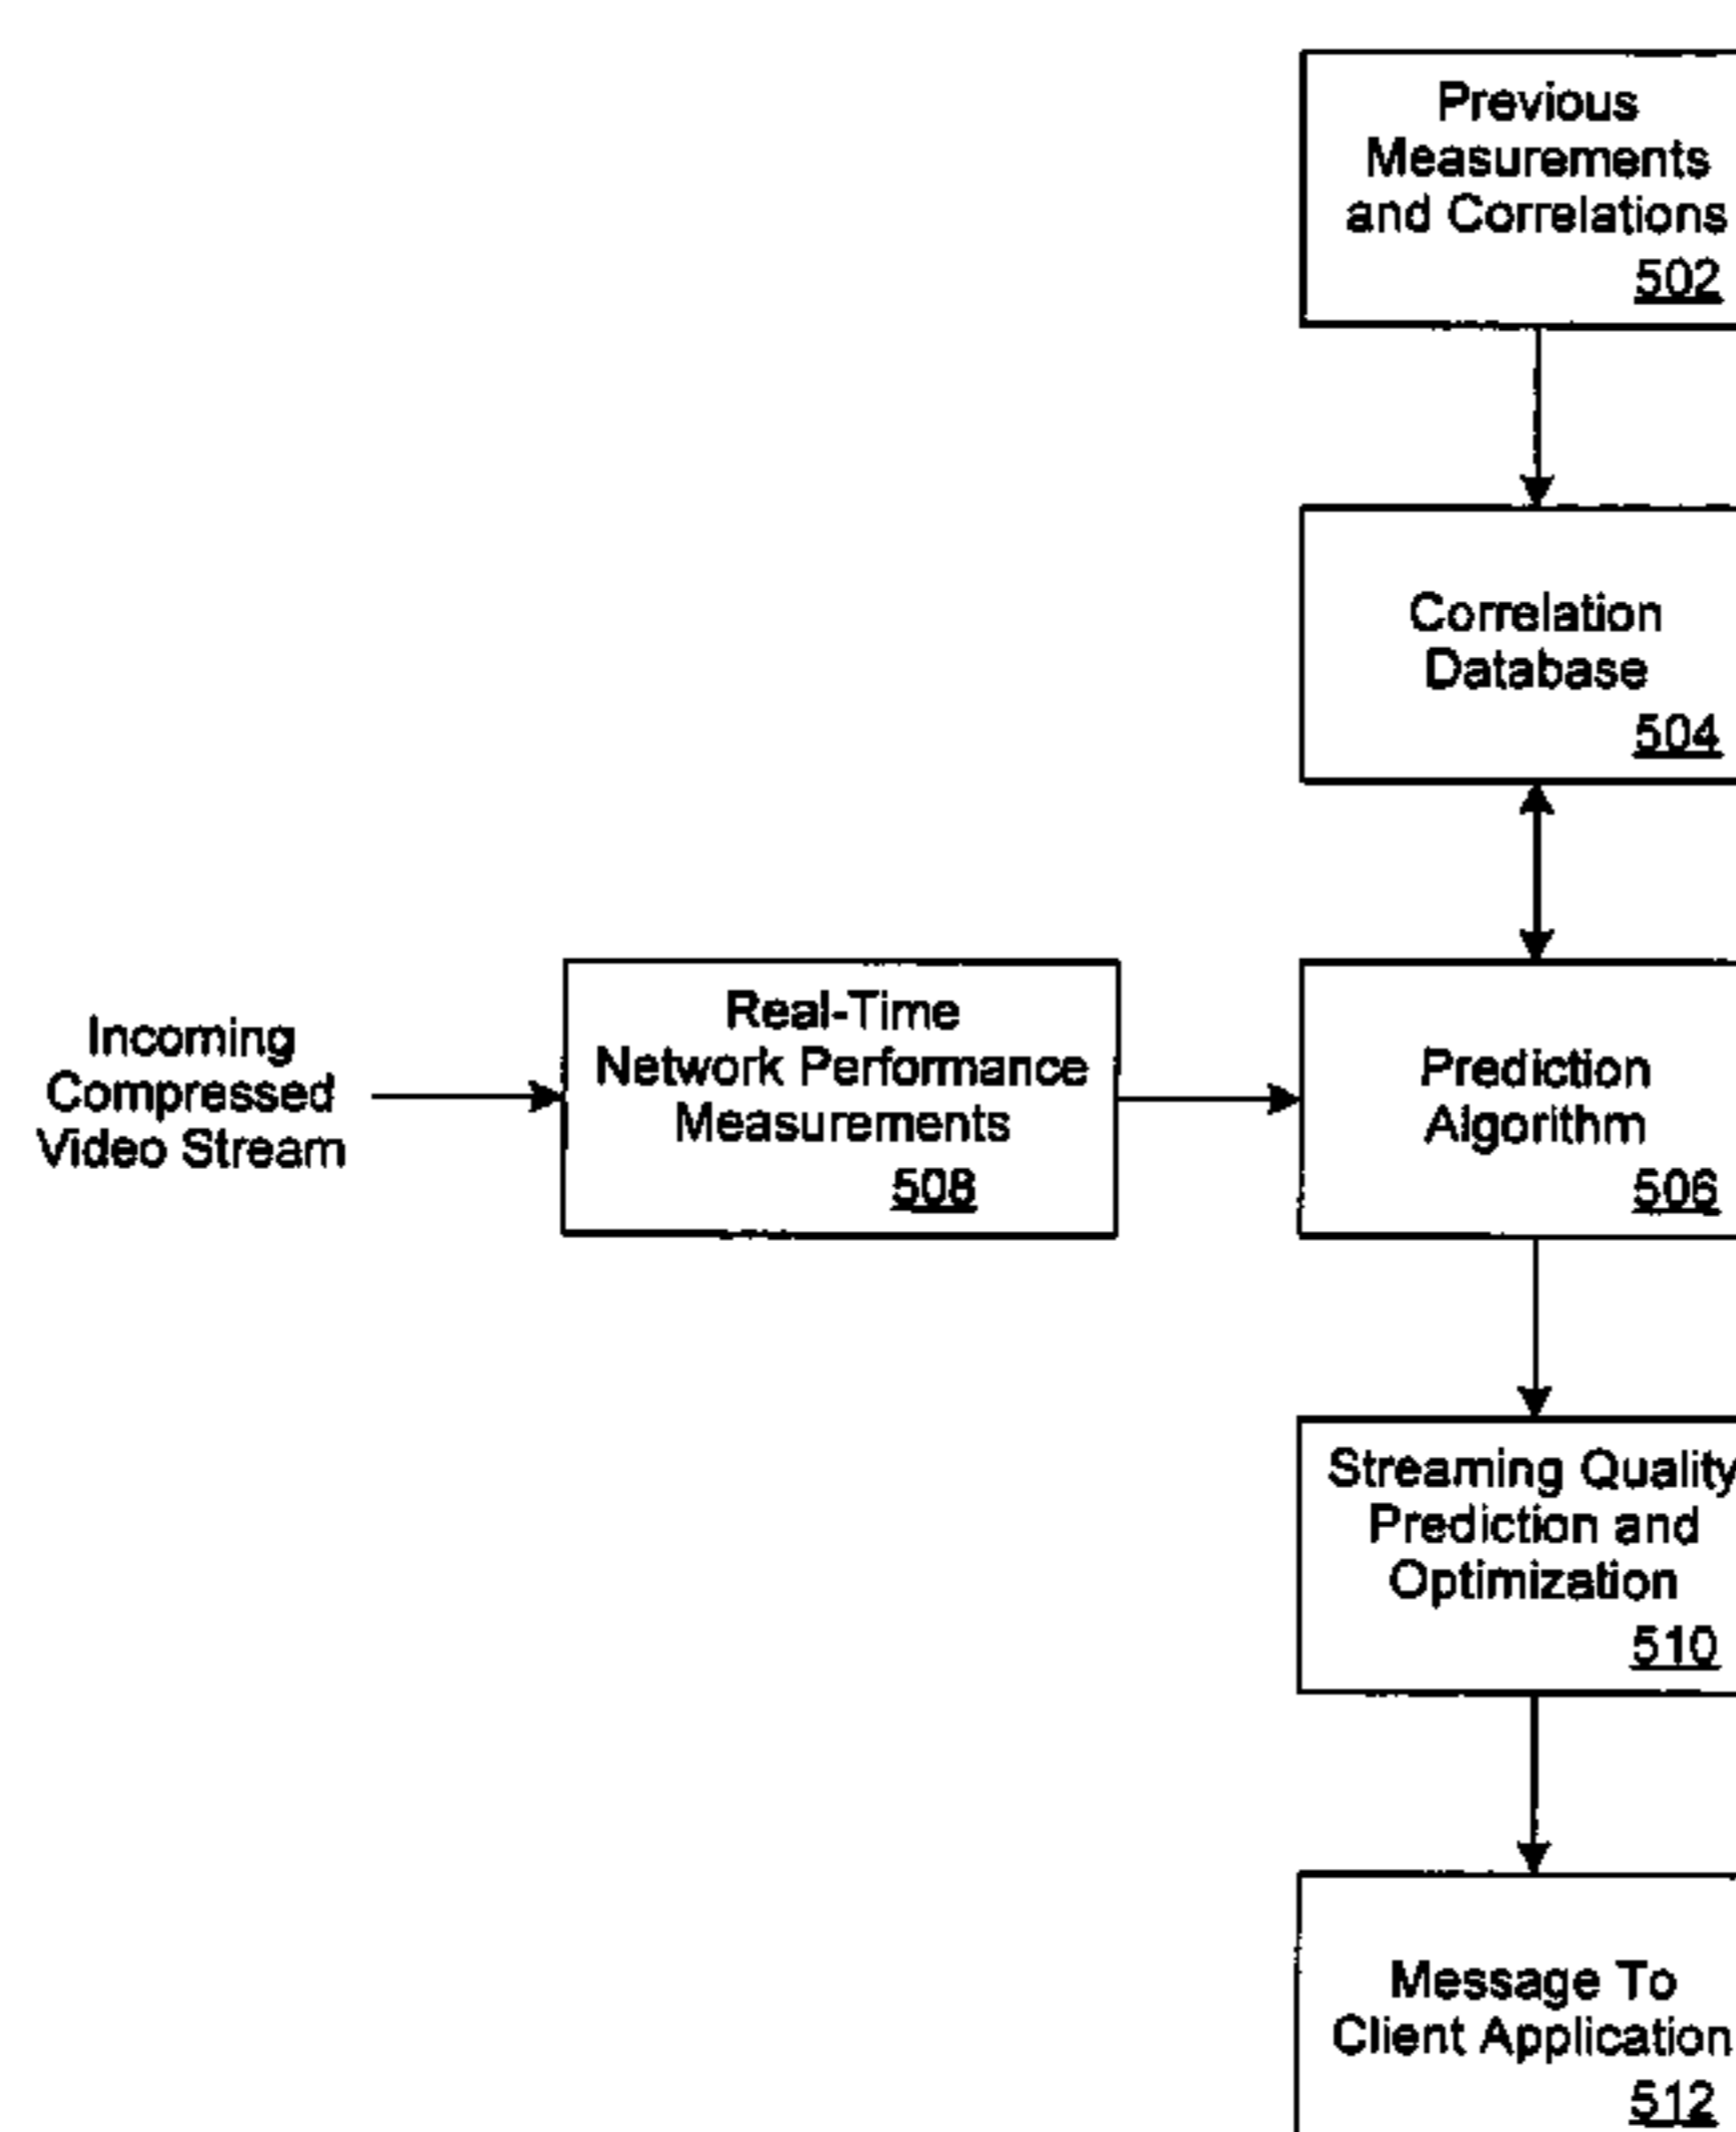 Previous
Measurements
and Correlations
502
Correlation
Database
504
Incoming
Compressed
Video Stream
Real-Time
Network Performance
Measurements
508
Prediction
Algorithm
506
Streaming Quality
Prediction and
Optimization
510
Message To
Client Application
512